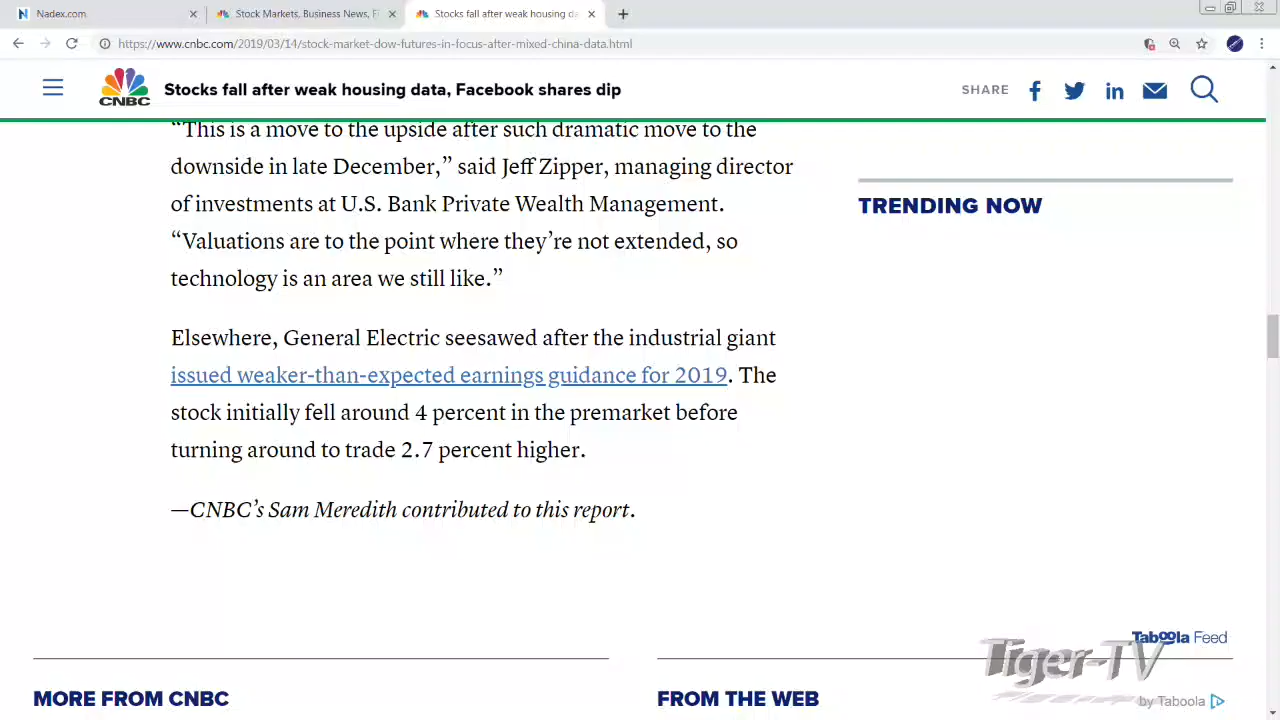 Nadex.com
Stock Markets, Business News, Fi
Stocks fall after weak housing da
https://www.cnbc.com/2019/03/14/stock-market-dow-futures-in-focus-after-mixed-china-data.html
CNBC
Stocks fall after weak housing data, Facebook shares dip
SHARE
“This is a move to the upside after such dramatic move to the
downside in late December,” said Jeff Zipper, managing director
of investments at U.S. Bank Private Wealth Management.
“Valuations are to the point where they’re not extended, so
technology is an area we still like.”
TRENDING NOW
Elsewhere, General Electric seesawed after the industrial giant
issued weaker-than-expected earnings guidance for 2019. The
stock initially fell around 4 percent in the premarket before
turning around to trade 2.7 percent higher.
—CNBC’s Sam Meredith contributed to this report.
Taboola Feed
Tiger-TV
MORE FROM CNBC
FROM THE WEB
by Taboola